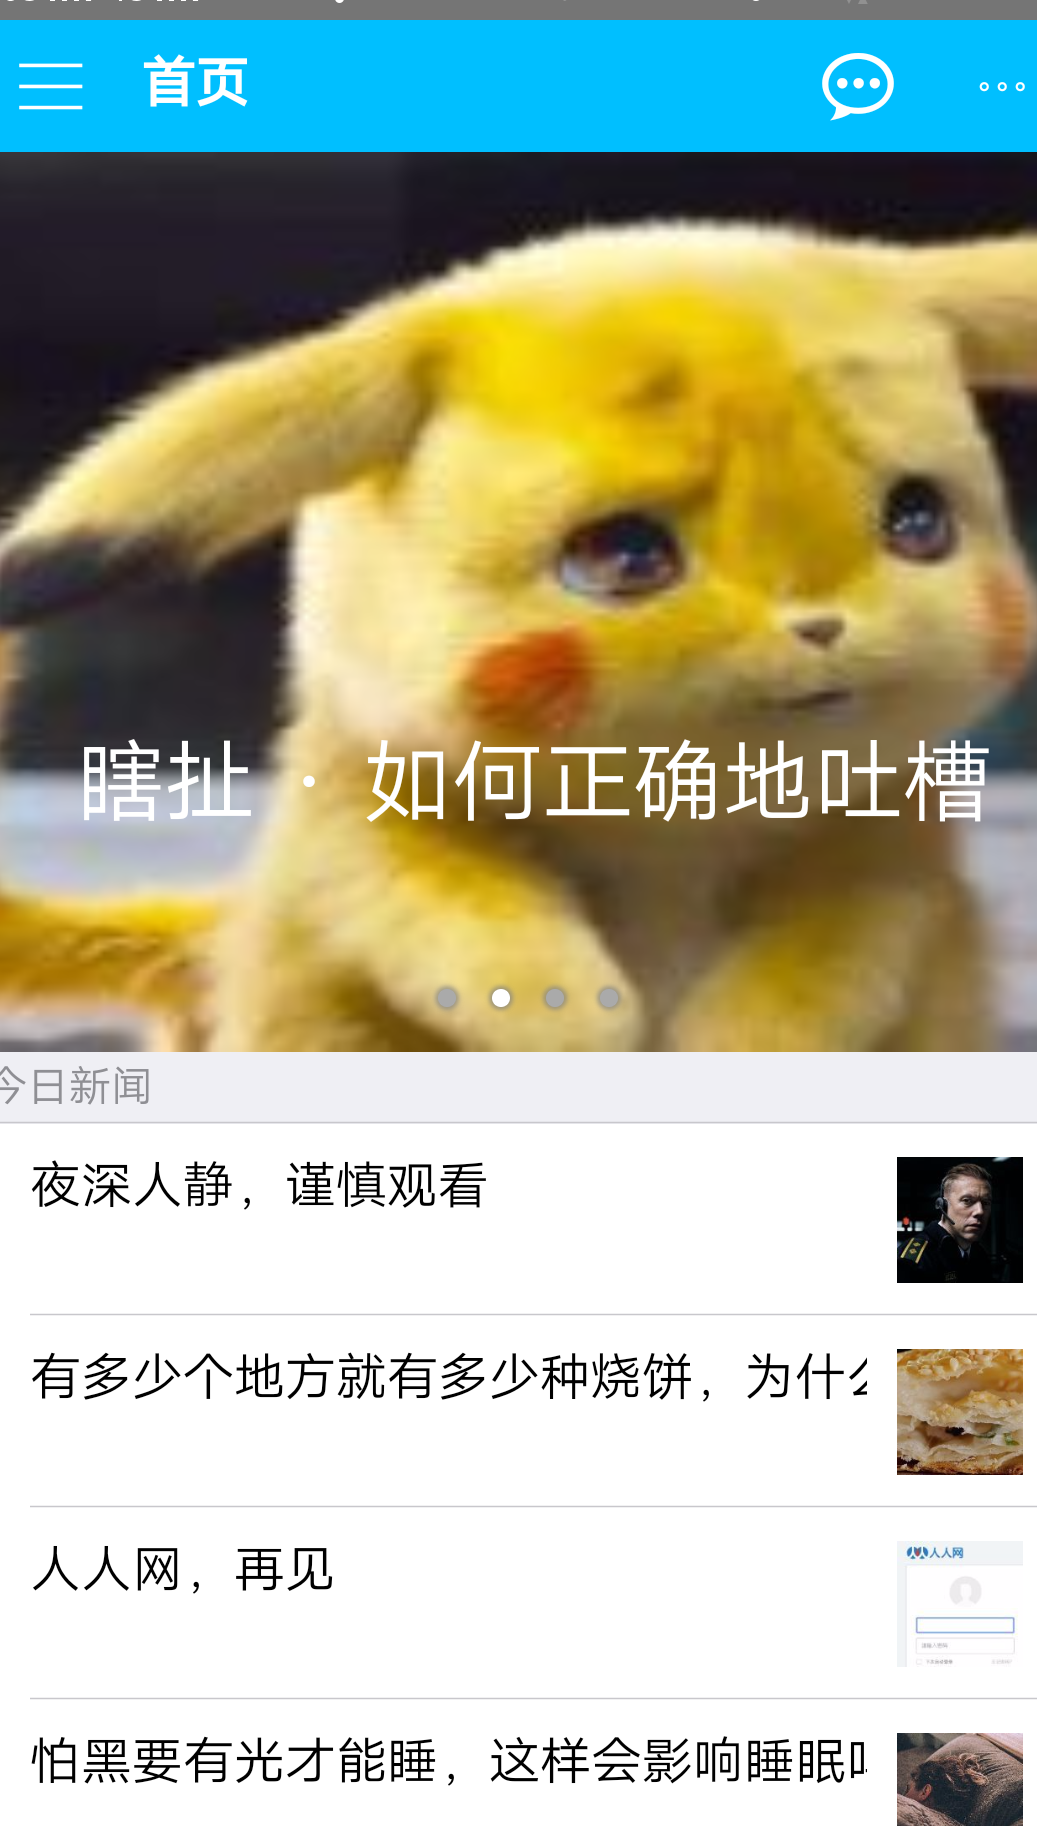 首页
瞎扯 · 如何正确地吐槽
今日新闻
夜深人静，谨慎观看
有多少个地方就有多少种烧饼，为什
人人网，再见
人人网
怕黑要有光才能睡，这样会影响睡眠